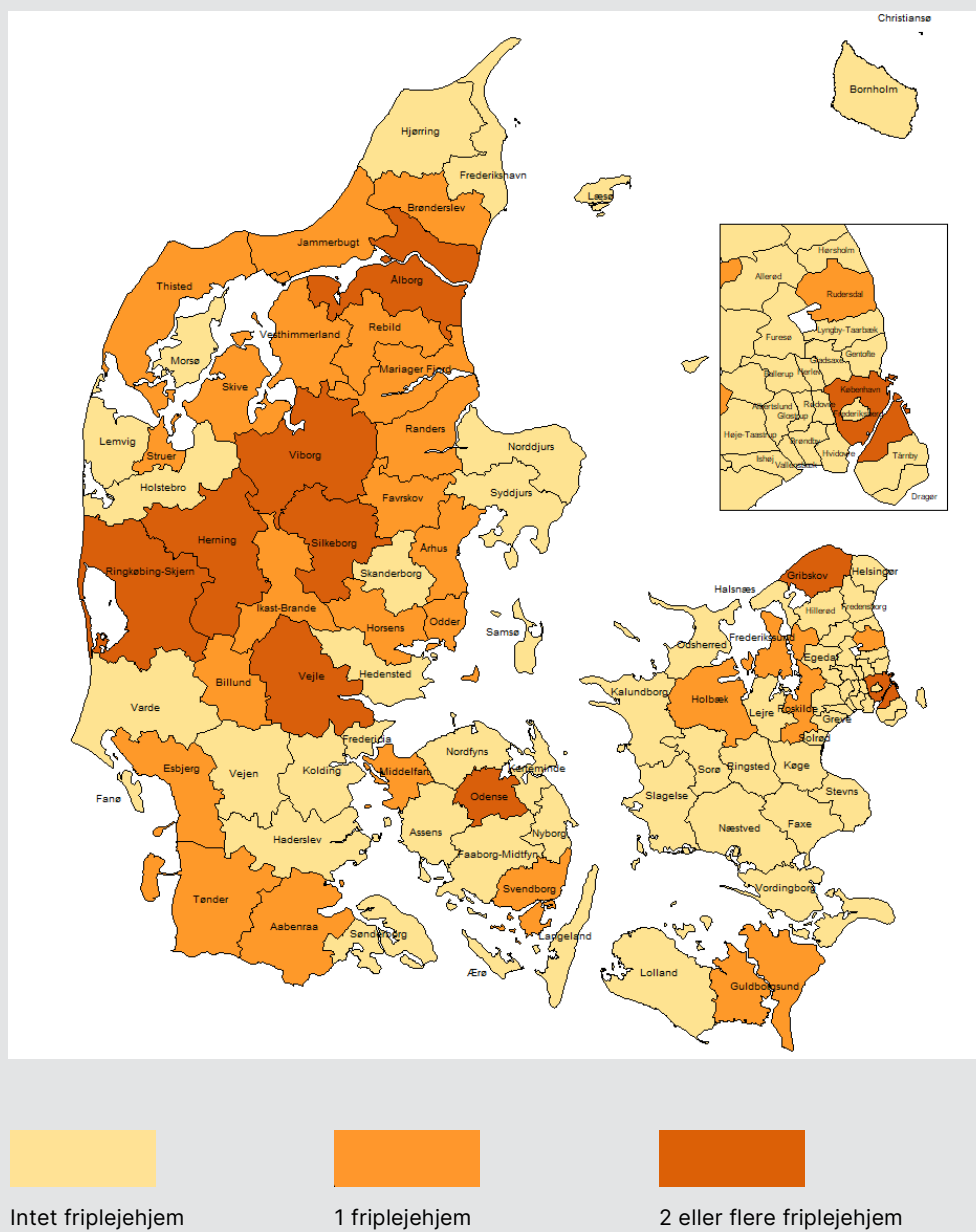 Christiansø
Bornholm
Hjørring
Frederikshavn
Læsø
Brønderslev
Jammerbugt
Ålborg
Thisted
Vesthimmerland
Rebild
Morsø
Mariager Fjord
Skive
Randers
Lemvig
Struer
Viborg
Norddjurs
Holstebro
Syddjurs
Favrskov
Herning
Silkeborg
Århus
Ringkøbing-Skjern
Skanderborg
Ikast-Brande
Horsens
Odder
Samsø
Billund
Vejle
Hedensted
Varde
Fredericia
Esbjerg
Vejen
Kolding
Middelfart
Nordfyns
Kerteminde
Fanø
Odense
Haderslev
Assens
Nyborg
Faaborg-Midtfyn
Svendborg
Tønder
Aabenraa
Sønderborg
Langeland
Ærø
Hørsholm
Allerød
Rudersdal
Furesø
Lyngby-Taarbæk
Gladsaxe
Gentofte
Ballerup
Herlev
København
Albertslund
Rødovre
Frederiksberg
Glostrup
Høje-Taastrup
Brøndby
Hvidovre
Tårnby
Ishøj
Vallensbæk
Dragør
Gribskov
Helsingør
Halsnæs
Hillerød
Fredensborg
Odsherred
Frederikssund
Egedal
Kalundborg
Holbæk
Lejre
Roskilde
Greve
Solrød
Sorø
Ringsted
Køge
Slagelse
Stevns
Næstved
Faxe
Vordingborg
Lolland
Guldborgsund
Intet friplejehjem
1 friplejehjem
2 eller flere friplejehjem